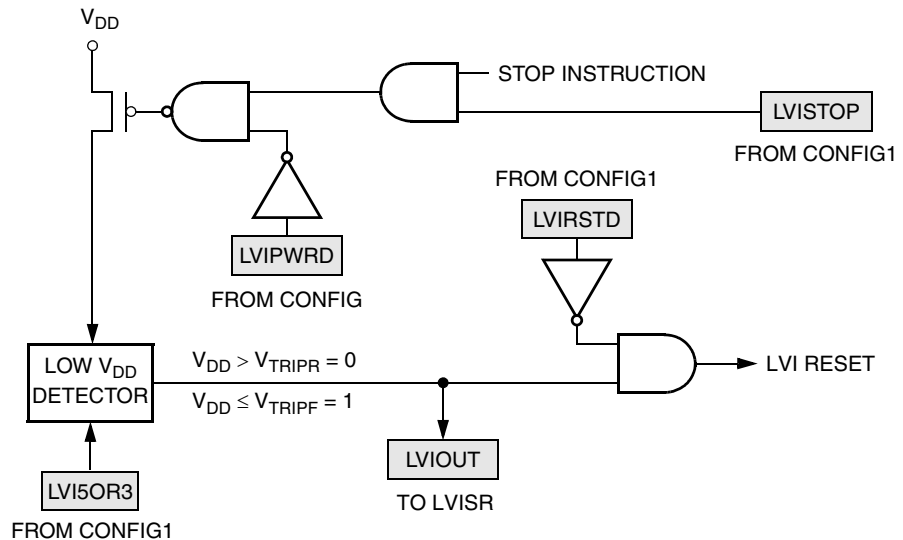 VDD
STOP INSTRUCTION
LVISTOP
FROM CONFIG1
FROM CONFIG1
LVIRSTD
LVIPWRD
FROM CONFIG
LOW VDD
DETECTOR
VDD > VTRIPR = 0
VDD ≤ VTRIPF = 1
LVI RESET
LVIOUT
TO LVISR
LVI5OR3
FROM CONFIG1